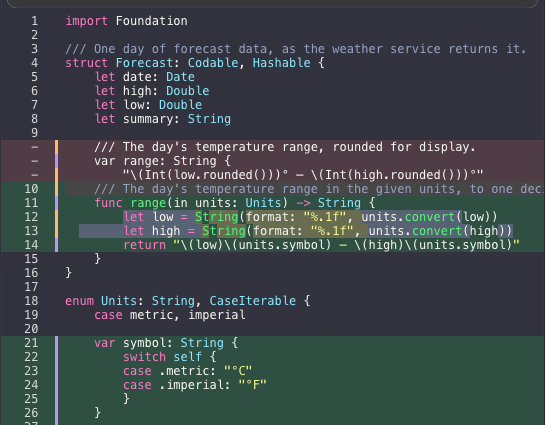 1 import Foundation
2
3 /// One day of forecast data, as the weather service returns it.
4 struct Forecast: Codable, Hashable {
5 let date: Date
6 let high: Double
7 let low: Double
8 let summary: String
9
– /// The day's temperature range, rounded for display.
– var range: String {
– "\(Int(low.rounded()))° – \(Int(high.rounded()))°"
10 /// The day's temperature range in the given units, to one deci
11 func range(in units: Units) -> String {
12 let low = String(format: "%.1f", units.convert(low))
13 let high = String(format: "%.1f", units.convert(high))
14 return "\(low)\(units.symbol) – \(high)\(units.symbol)"
15 }
16 }
17
18 enum Units: String, CaseIterable {
19 case metric, imperial
20
21 var symbol: String {
22 switch self {
23 case .metric: "°C"
24 case .imperial: "°F"
25 }
26 }